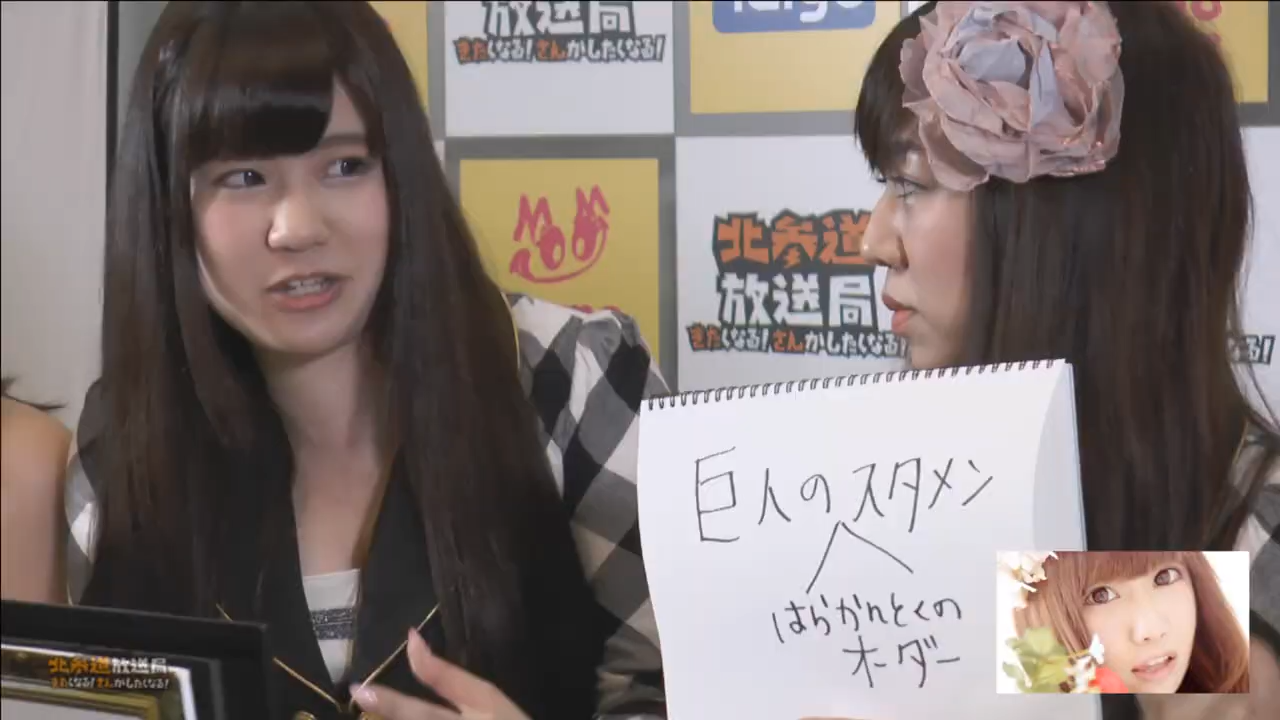 放送局
きたくなる!さんかしたくなる!
北参道
放送局
きたくなる!さんかしたくなる!
る!
巨人のスタメン
はらかんとくの
オーダー
北参道放送局
きたくなる!さんかしたくなる!